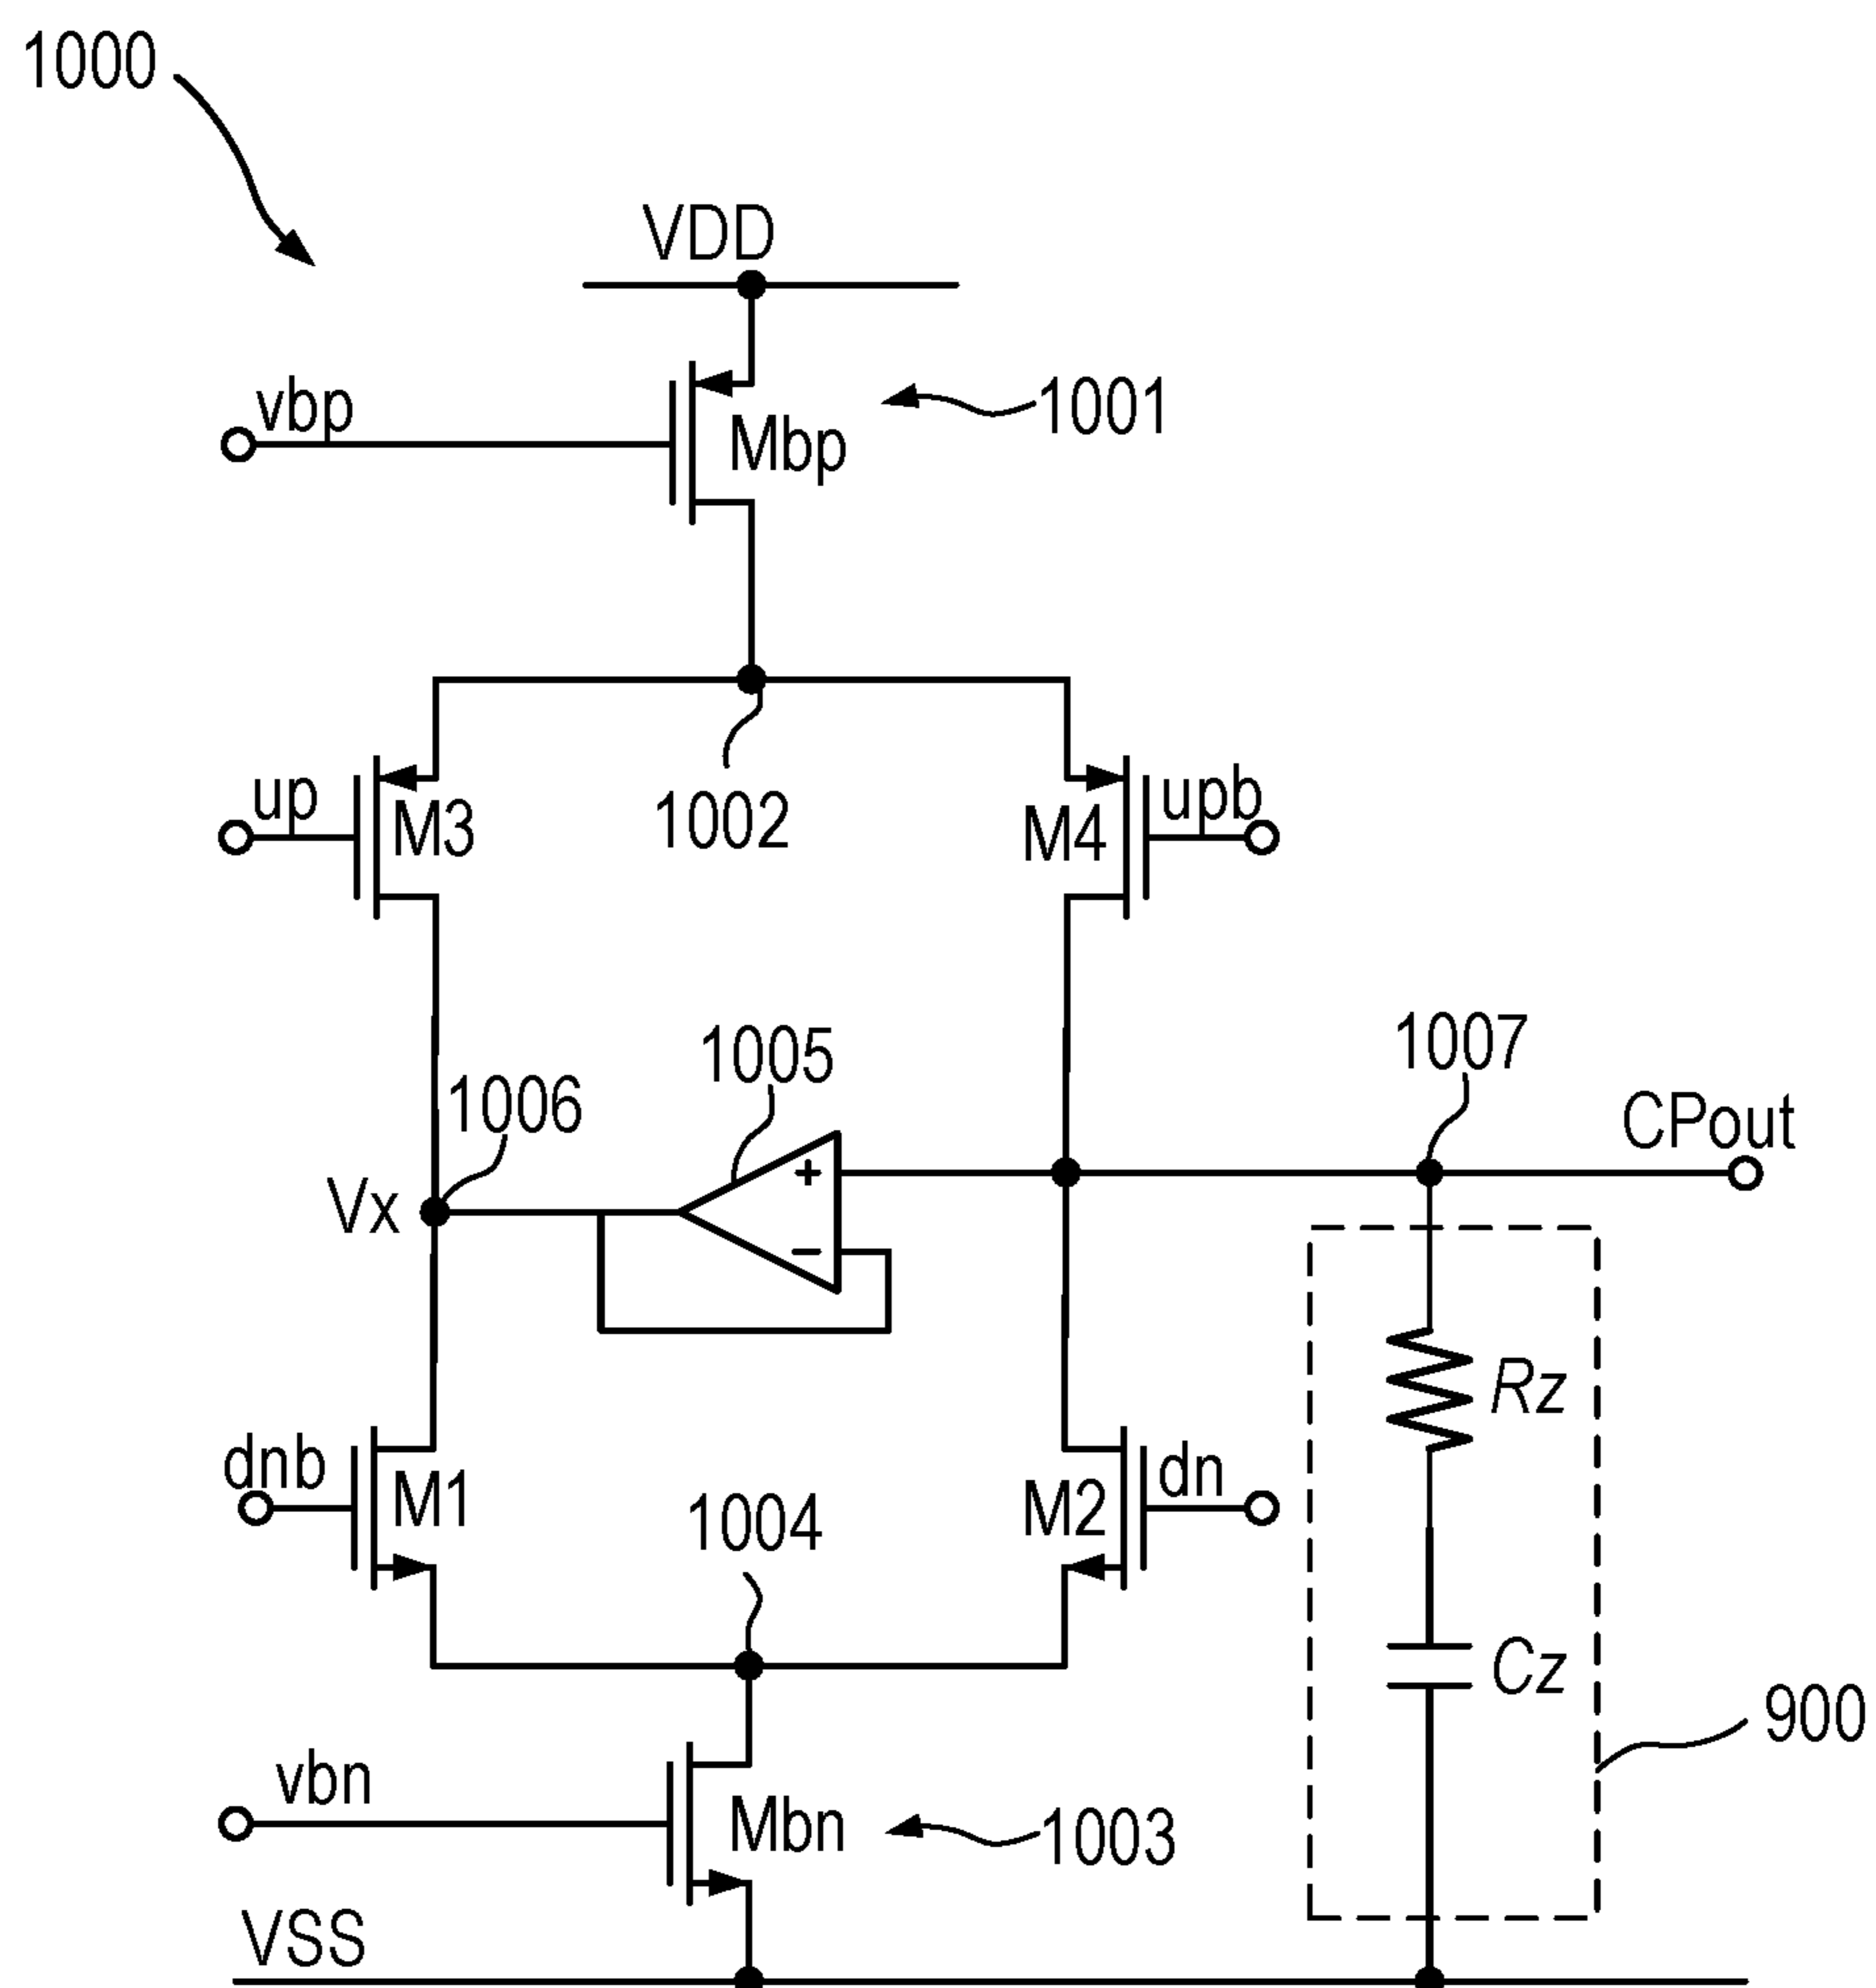 1000
VDD
vbp
Mbp
1001
up
M3
1002
M4
upb
1005
1007
1006
CPout
Vx
+
−
Rz
dnb
M1
1004
M2
dn
Cz
900
vbn
Mbn
1003
VSS